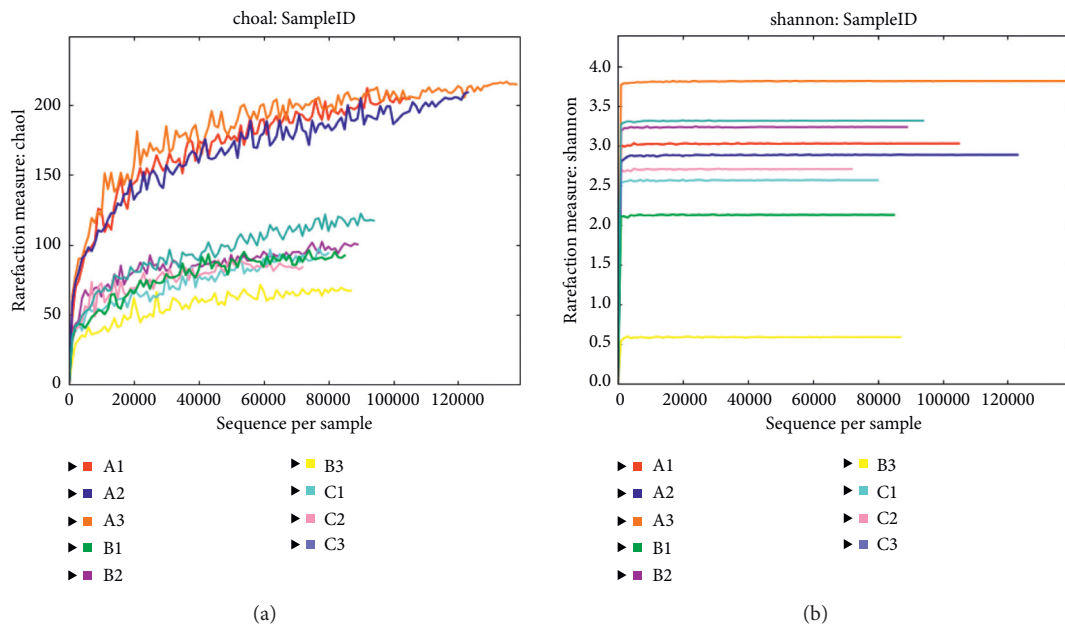 choal: SampleID
Rarefaction measure: chaol
200
150
100
50
0
0 20000 40000 60000 80000 100000 120000
Sequence per sample
A1
A2
A3
B1
B2
B3
C1
C2
C3
(a)
shannon: SampleID
Rarefaction measure: shannon
4.0
3.5
3.0
2.5
2.0
1.5
1.0
0.5
0.0
0 20000 40000 60000 80000 100000 120000
Sequence per sample
A1
A2
A3
B1
B2
B3
C1
C2
C3
(b)